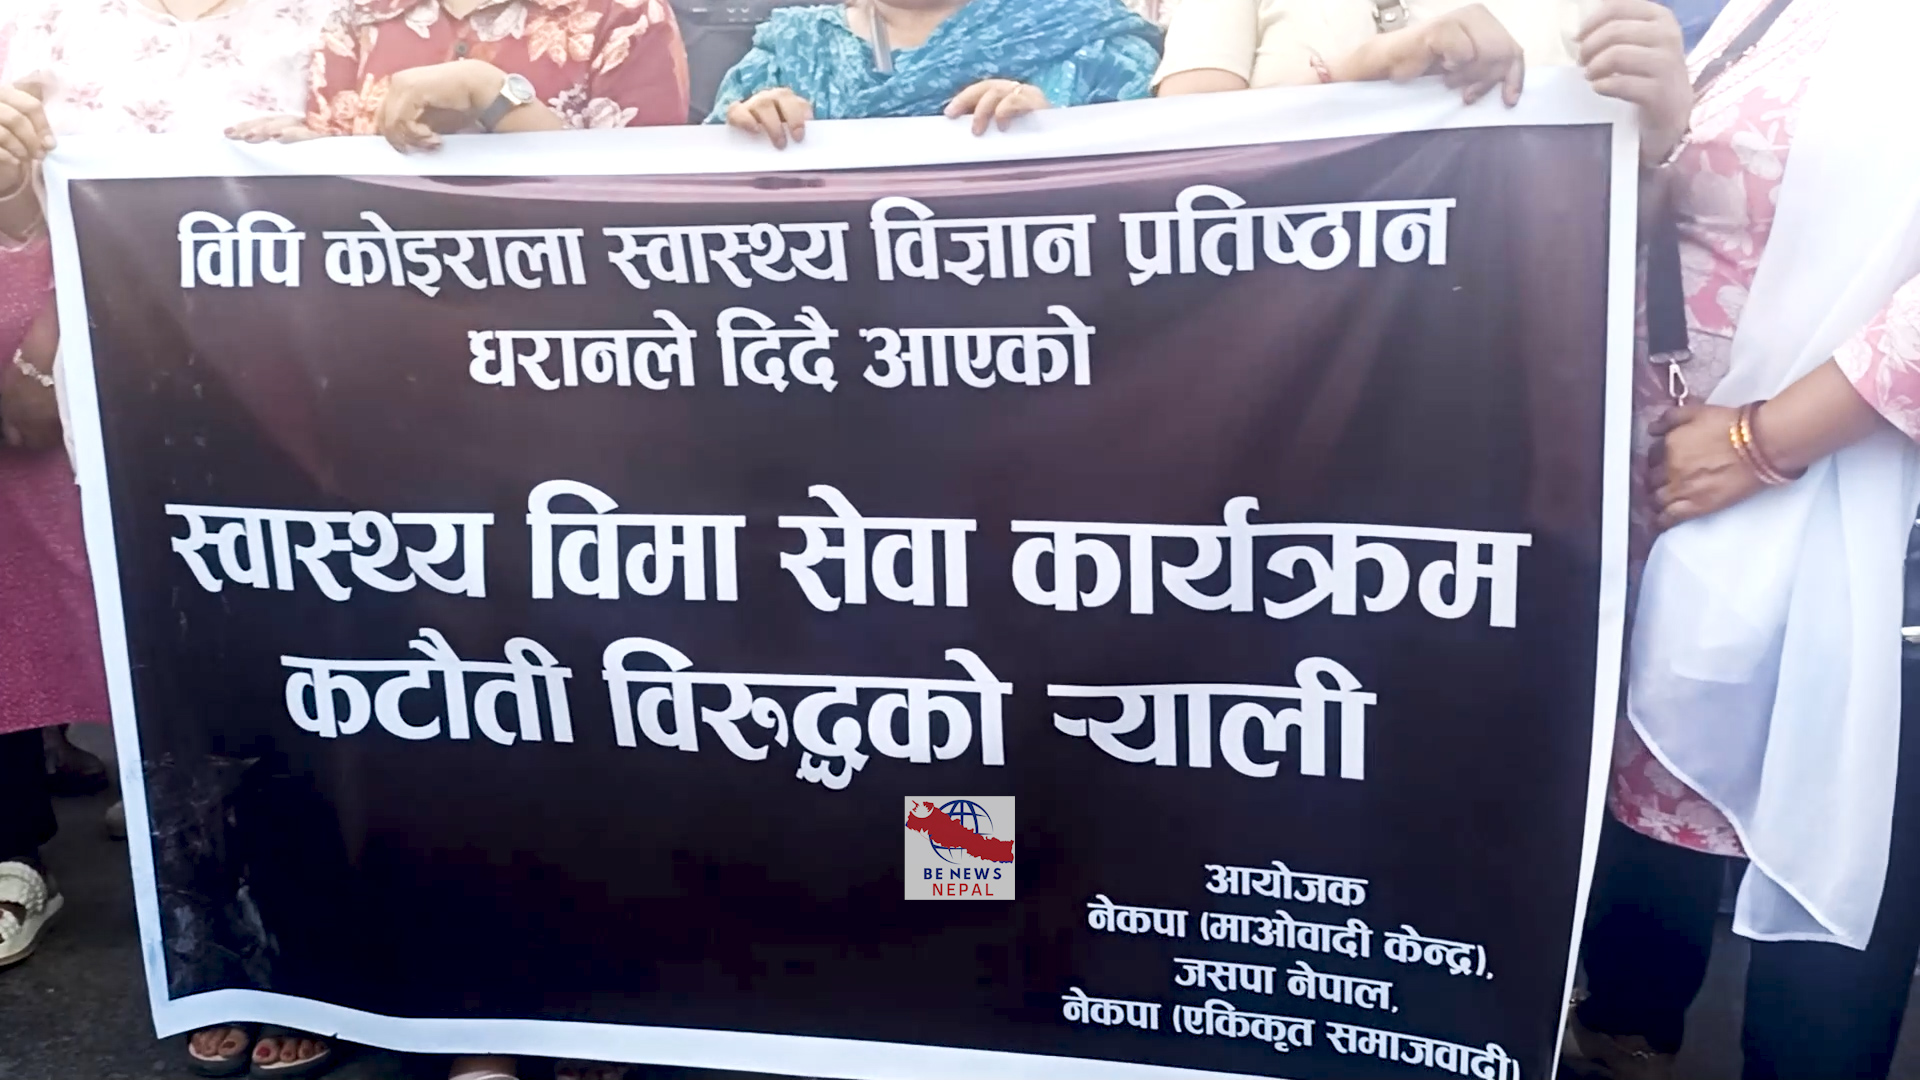 विपि कोइराला स्वास्थ्य विज्ञान प्रतिष्ठान
धरानले दिदै आएको
स्वास्थ्य विमा सेवा कार्यक्रम
कटौती विरुद्धको र्‍याली
BE NEWS
NEPAL
आयोजक
नेकपा (माओवादी केन्द्र),
जसपा नेपाल,
नेकपा (एकिकृत समाजवादी)